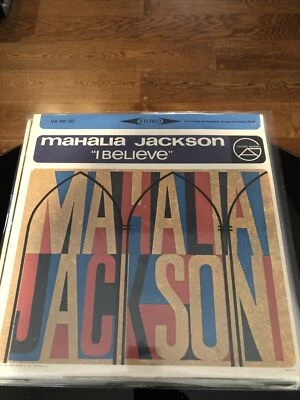 STEREO
mahalia jackson
"I BeLIeve"
MAHALIA
JACKSON